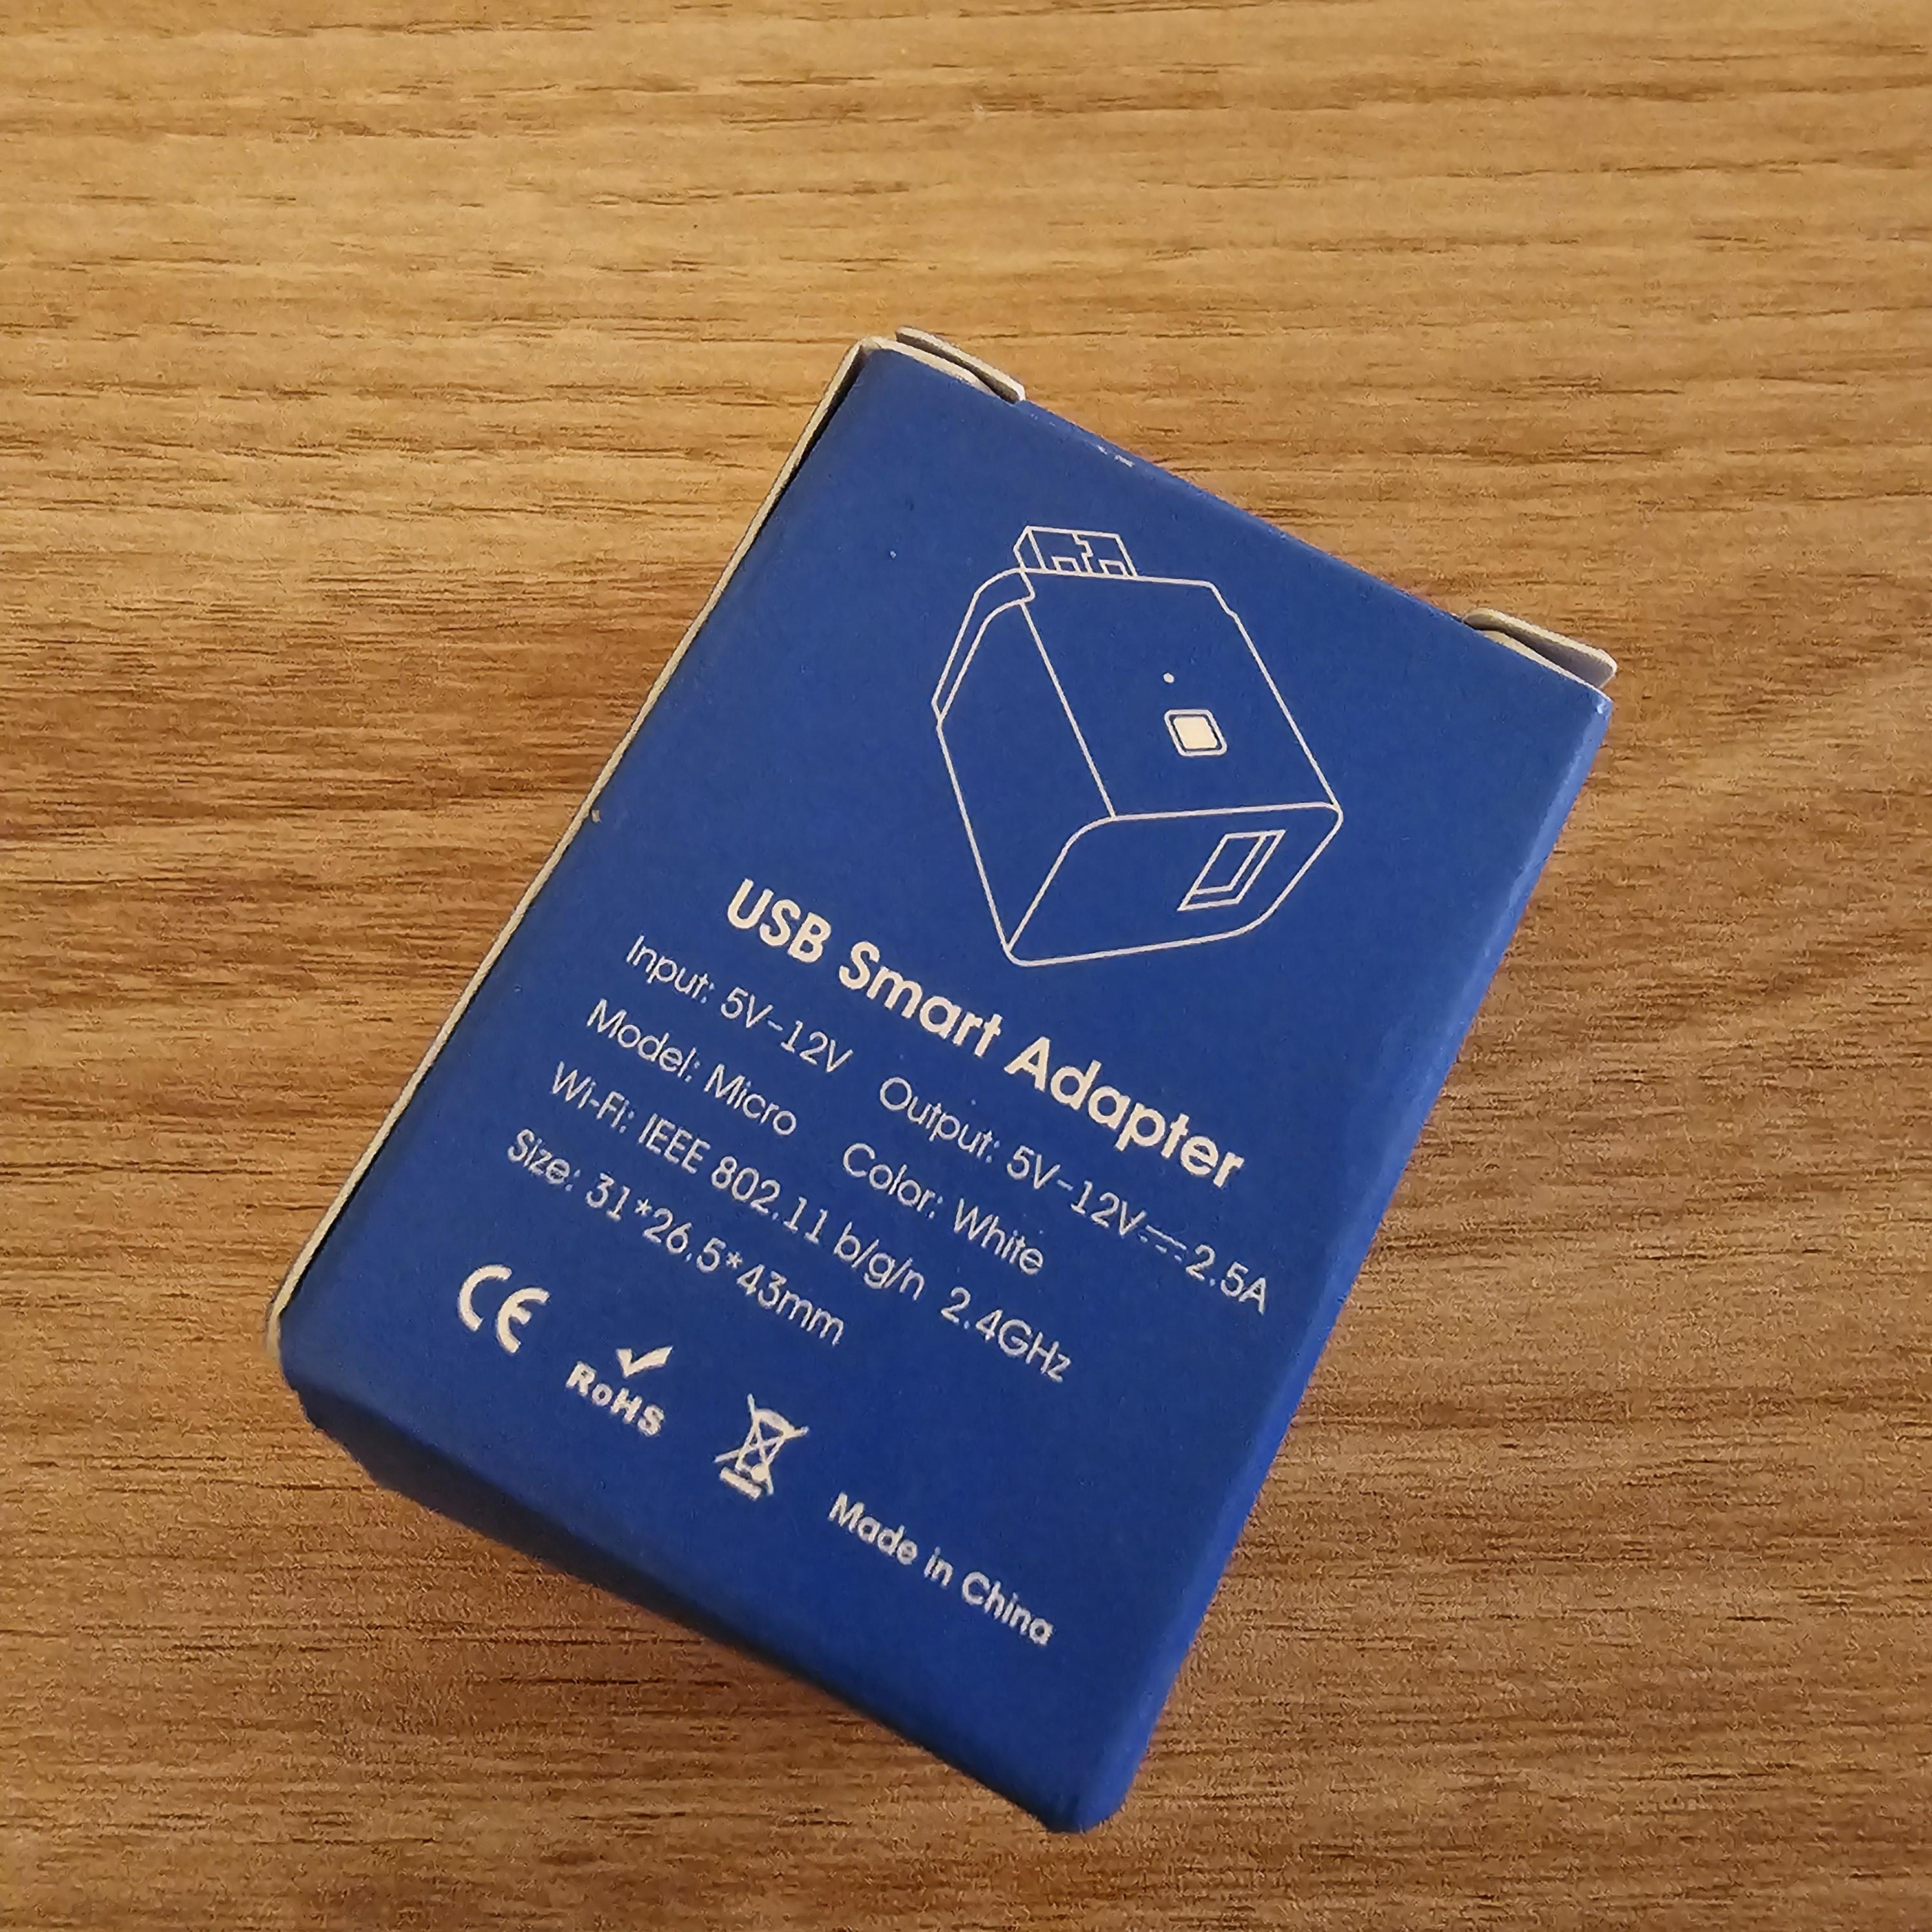 USB Smart Adapter
Input: 5V-12V Output: 5V-12V⎓2.5A
Model: Micro Color: White
Wi-Fi: IEEE 802.11 b/g/n 2.4GHz
Size: 31*26.5*43mm
CE
RoHS
Made in China